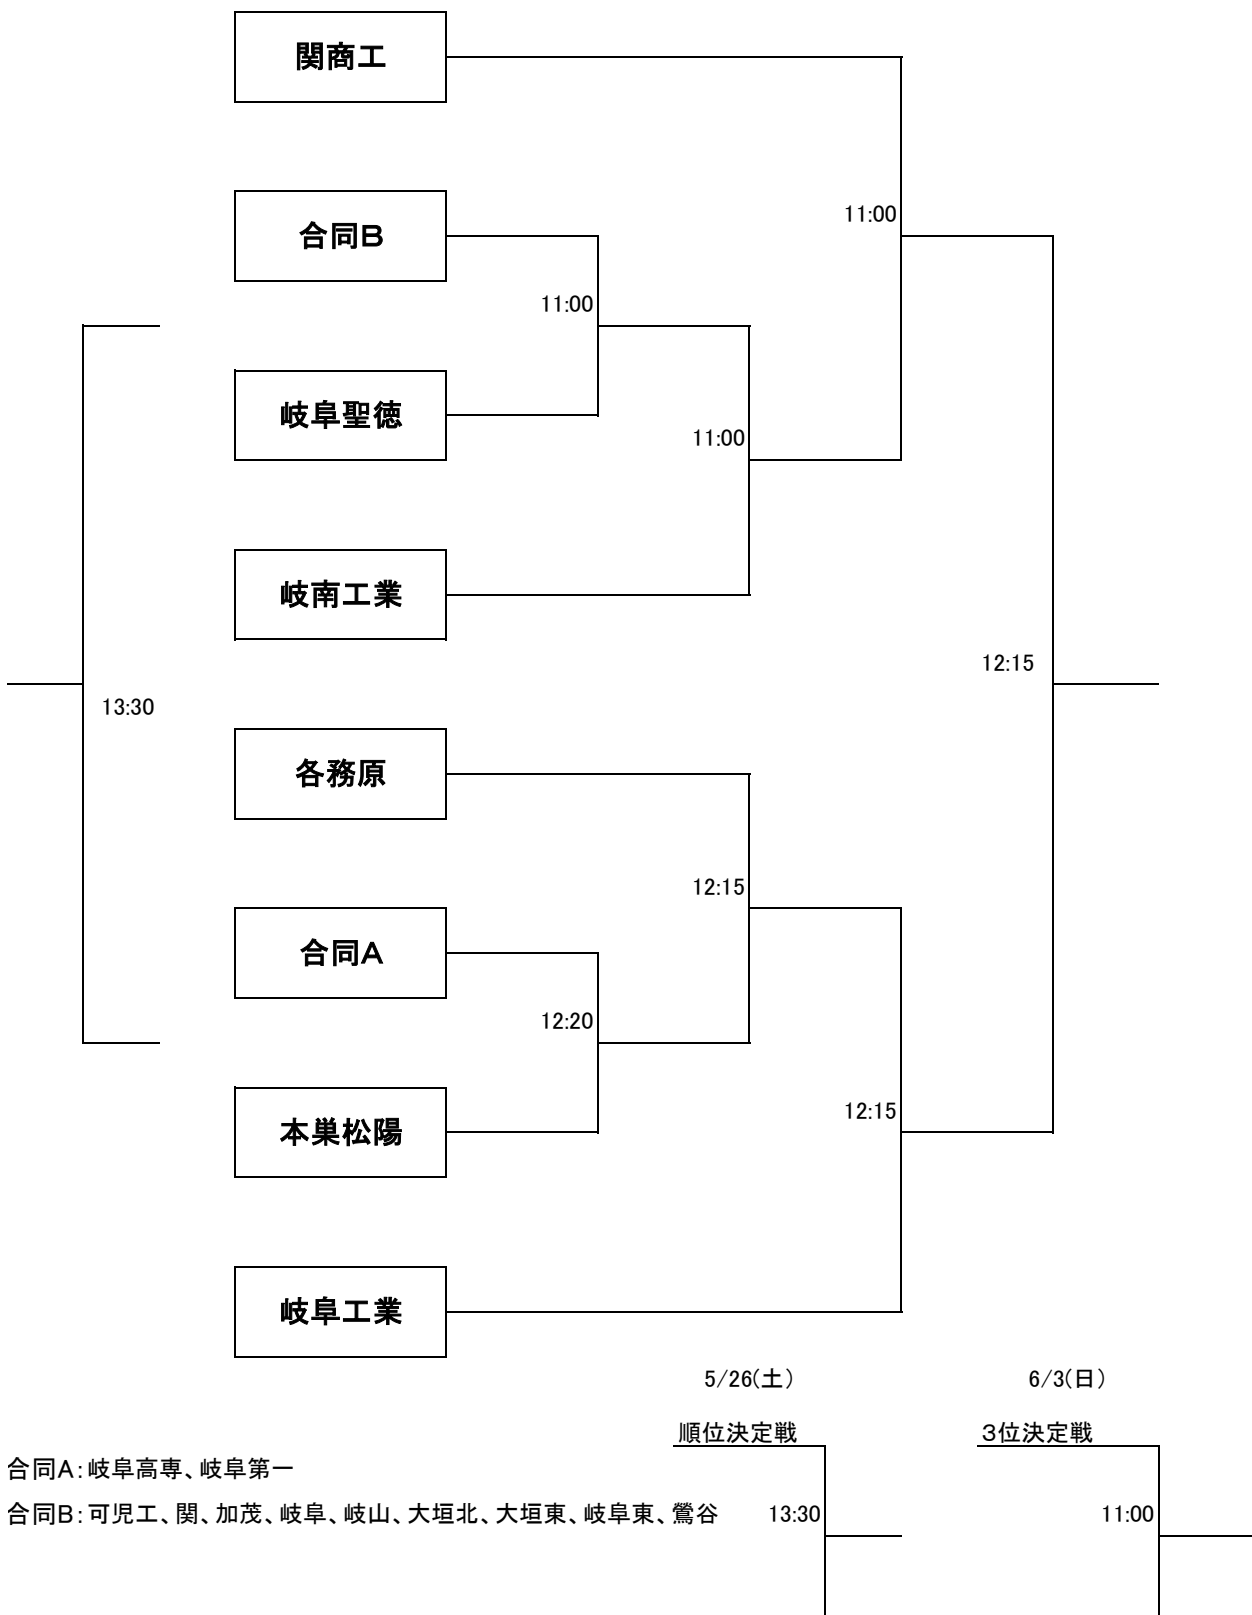 関商工
11:00
合同B
11:00
岐阜聖徳
11:00
岐南工業
12:15
13:30
各務原
12:15
合同A
12:20
12:15
本巣松陽
岐阜工業
5/26(土)
6/3(日)
順位決定戦
3位決定戦
合同A:岐阜高専、岐阜第一
合同B:可児工、関、加茂、岐阜、岐山、大垣北、大垣東、岐阜東、鶯谷
13:30
11:00